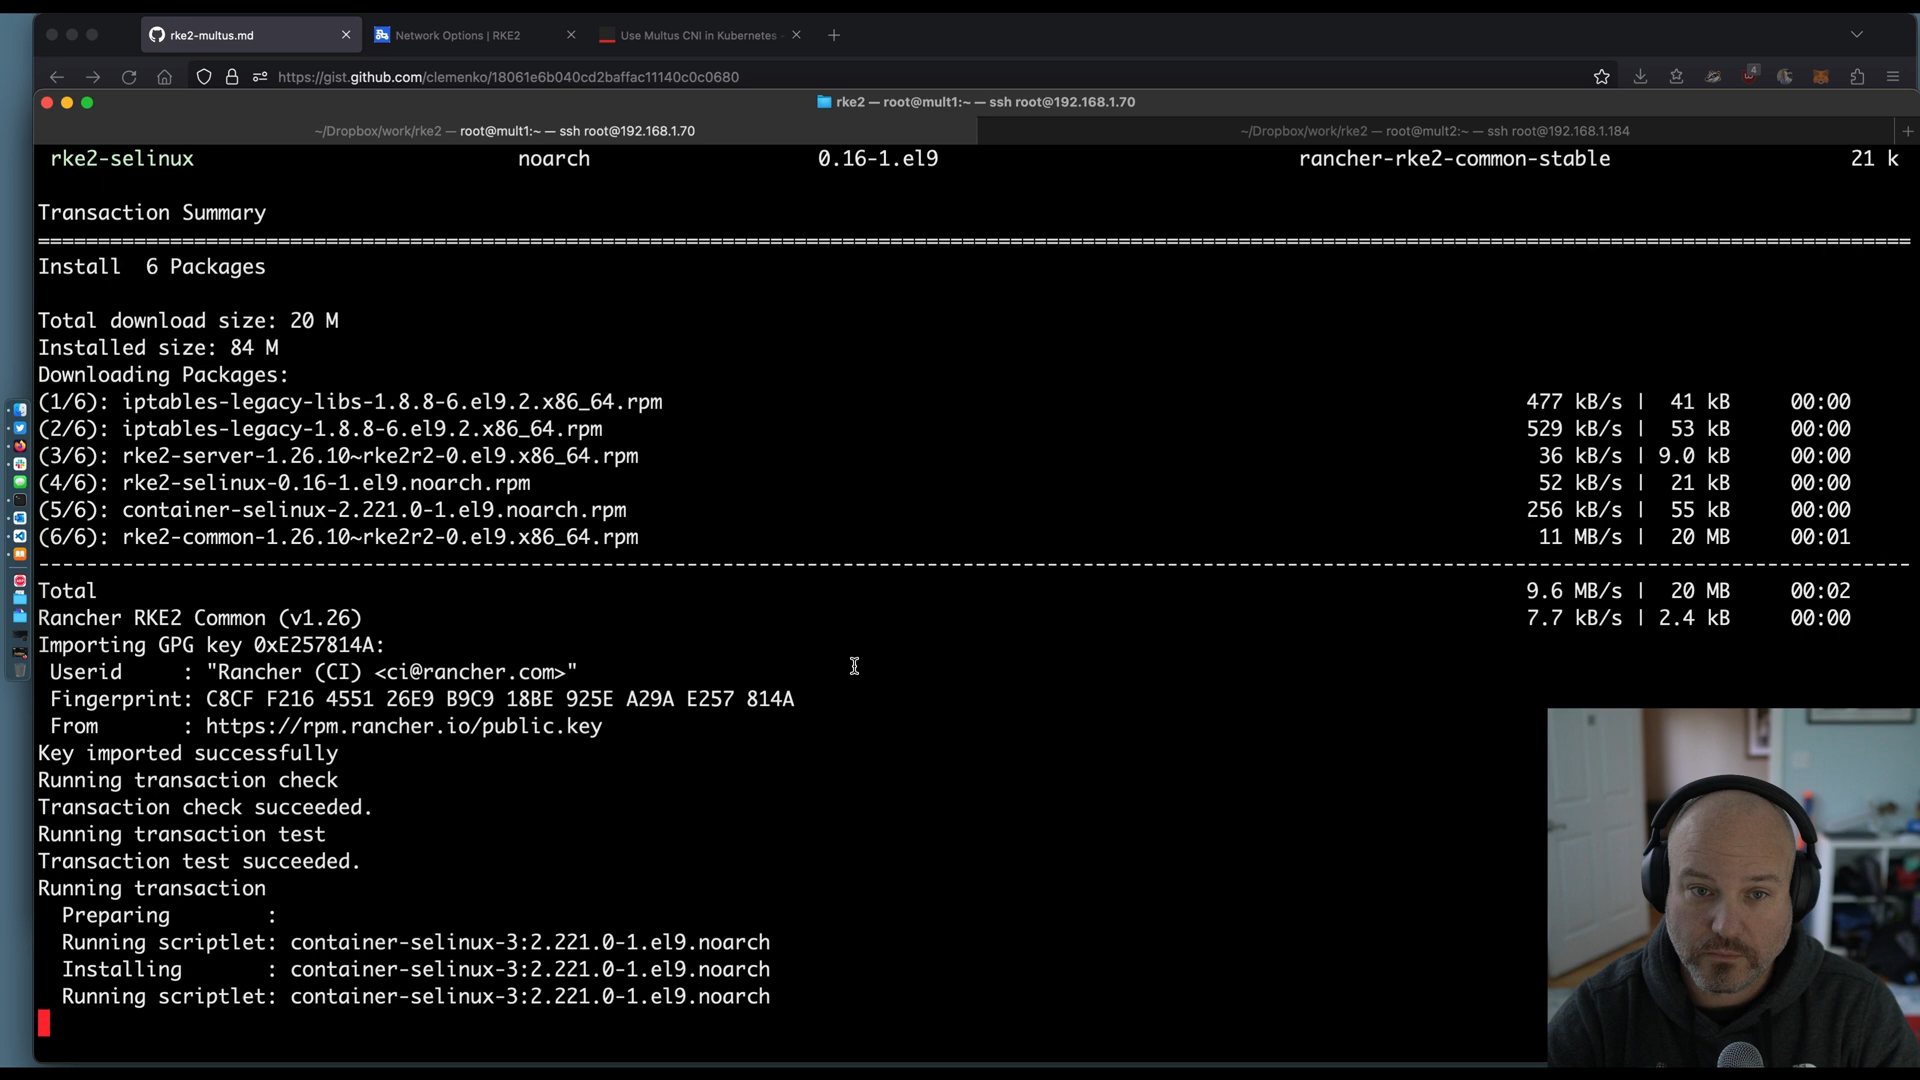 rke2-multus.md
Network Options | RKE2
Use Multus CNI in Kubernetes
https://gist.github.com/clemenko/18061e6b040cd2baffac11140c0c0680
4
rke2 — root@mult1:~ — ssh root@192.168.1.70
~/Dropbox/work/rke2 — root@mult1:~ — ssh root@192.168.1.70
~/Dropbox/work/rke2 — root@mult2:~ — ssh root@192.168.1.184
rke2-selinux noarch 0.16-1.el9 rancher-rke2-common-stable 21 k
Transaction Summary
================================================================================
Install  6 Packages
Total download size: 20 M
Installed size: 84 M
Downloading Packages:
(1/6): iptables-legacy-libs-1.8.8-6.el9.2.x86_64.rpm 477 kB/s |  41 kB 00:00
(2/6): iptables-legacy-1.8.8-6.el9.2.x86_64.rpm 529 kB/s |  53 kB 00:00
(3/6): rke2-server-1.26.10~rke2r2-0.el9.x86_64.rpm 36 kB/s | 9.0 kB 00:00
(4/6): rke2-selinux-0.16-1.el9.noarch.rpm 52 kB/s |  21 kB 00:00
(5/6): container-selinux-2.221.0-1.el9.noarch.rpm 256 kB/s |  55 kB 00:00
(6/6): rke2-common-1.26.10~rke2r2-0.el9.x86_64.rpm 11 MB/s |  20 MB 00:01
--------------------------------------------------------------------------------
Total 9.6 MB/s |  20 MB 00:02
Rancher RKE2 Common (v1.26) 7.7 kB/s | 2.4 kB 00:00
Importing GPG key 0xE257814A:
Userid     : "Rancher (CI) <ci@rancher.com>"
Fingerprint: C8CF F216 4551 26E9 B9C9 18BE 925E A29A E257 814A
From       : https://rpm.rancher.io/public.key
Key imported successfully
Running transaction check
Transaction check succeeded.
Running transaction test
Transaction test succeeded.
Running transaction
Preparing        :
Running scriptlet: container-selinux-3:2.221.0-1.el9.noarch
Installing       : container-selinux-3:2.221.0-1.el9.noarch
Running scriptlet: container-selinux-3:2.221.0-1.el9.noarch